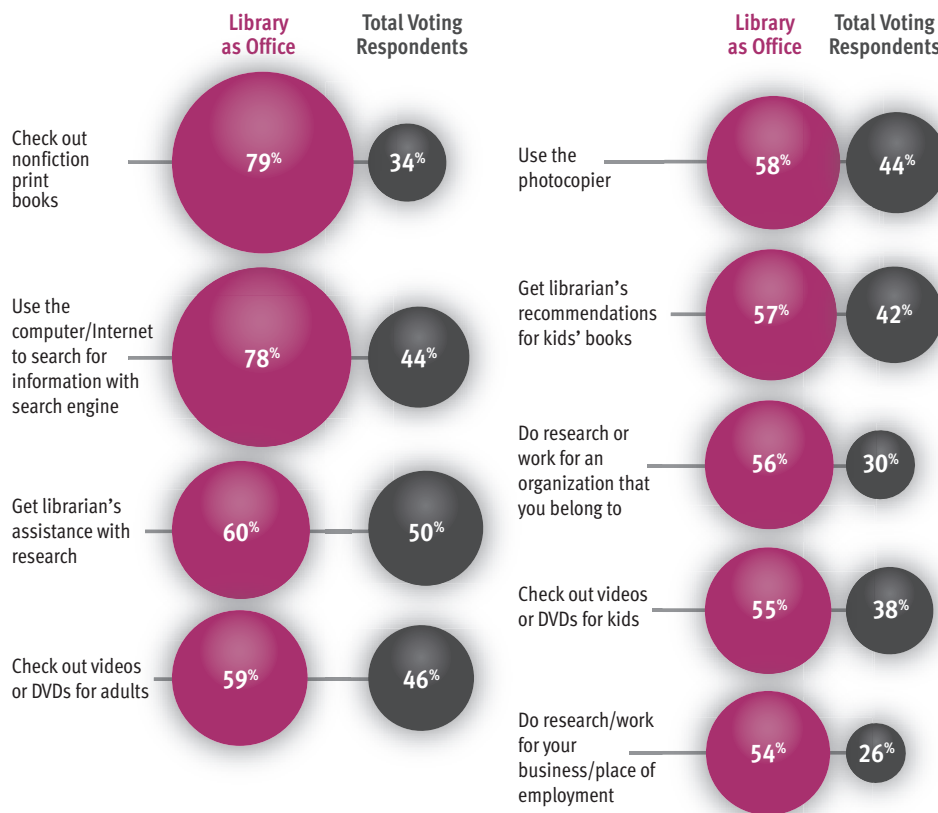 Library
as Office
Total Voting
Respondents
Check out
nonfiction
print
books
79%
34%
Use the
computer/Internet
to search for
information with
search engine
78%
44%
Get librarian's
assistance with
research
60%
50%
Check out videos
or DVDs for adults
59%
46%
Library
as Office
Total Voting
Respondents
Use the
photocopier
58%
44%
Get librarian's
recommendations
for kids' books
57%
42%
Do research or
work for an
organization that
you belong to
56%
30%
Check out videos
or DVDs for kids
55%
38%
Do research/work
for your
business/place of
employment
54%
26%